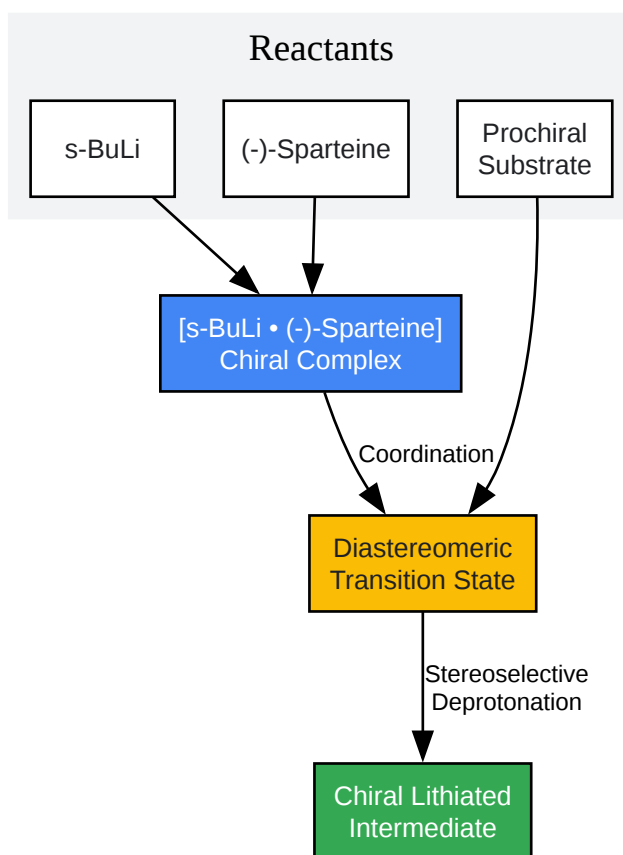 Reactants
s-BuLi
(-)-Sparteine
Prochiral
Substrate
[s-BuLi • (-)-Sparteine]
Chiral Complex
Coordination
Diastereomeric
Transition State
Stereoselective
Deprotonation
Chiral Lithiated
Intermediate